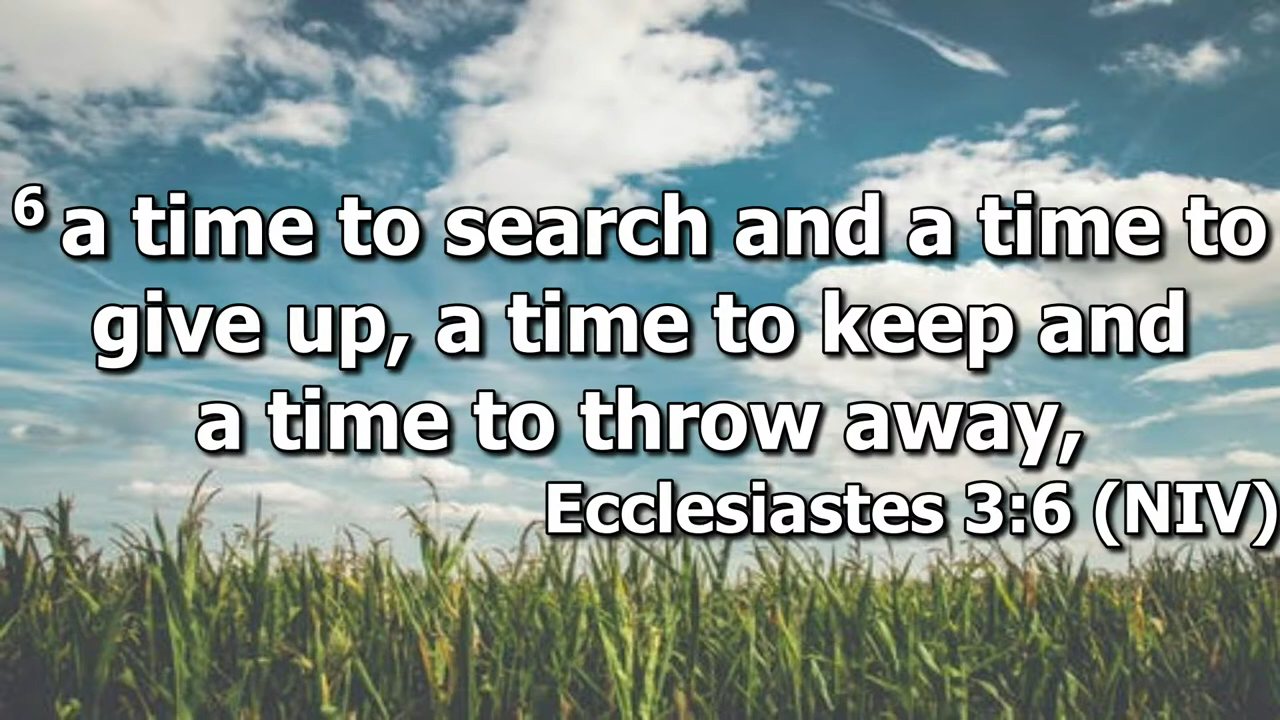 6 a time to search and a time to
give up, a time to keep and
a time to throw away,
Ecclesiastes 3:6 (NIV)